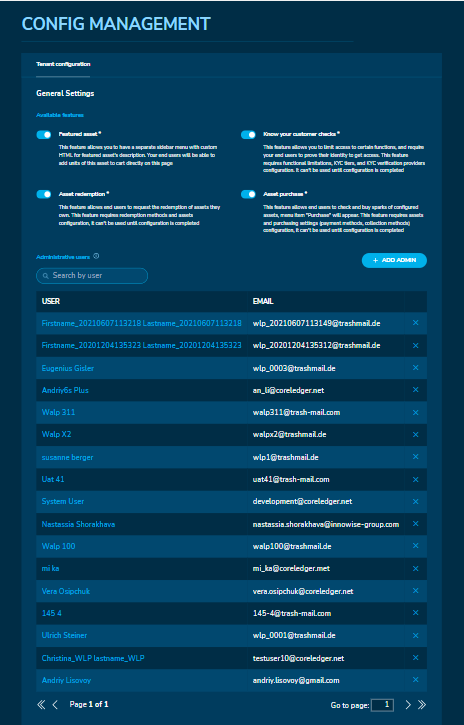 CONFIG MANAGEMENT
Tenant configuration
General Settings
Available features
Featured asset *
This feature allows you to have a separate sidebar menu with custom
HTML for featured asset's description. Your end users will be able to
add units of this asset to cart directly on this page
Know your customer checks *
This feature allows you to limit access to certain functions, and require
your end users to prove their identity to get access. This feature
requires functional limitations, KYC tiers, and KYC verification providers
configuration. It can't be used until configuration is completed
Asset redemption *
This feature allows end users to request the redemption of assets they
own. This feature requires redemption methods and assets
configuration, it can't be used until configuration is completed
Asset purchase *
This feature allows end users to check and buy sparks of configured
assets, menu item "Purchase" will appear. This feature requires assets
and purchasing settings (payment methods, collection methods)
configuration, it can't be used until configuration is completed
Administrative users
+ ADD ADMIN
Search by user
USER EMAIL
Firstname_20210607113218 Lastname_20210607113218 wlp_20210607113149@trashmail.de
Firstname_20201204135323 Lastname_20201204135323 wlp_20201204135312@trashmail.de
Eugenius Gisler wlp_0003@trashmail.de
Andriy6s Plus an_li@coreledger.net
Walp 311 walp311@trash-mail.com
Walp X2 walpx2@trashmail.de
susanne berger wlp1@trashmail.de
Uat 41 uat41@trash-mail.com
System User development@coreledger.net
Nastassia Shorakhava nastassia.shorakhava@innowise-group.com
Walp 100 walp100@trashmail.de
mi ka mi_ka@coreledger.net
Vera Osipchuk vera.osipchuk@coreledger.net
145 4 145-4@trash-mail.com
Ulrich Steiner wlp_0001@trashmail.de
Christina_WLP lastname_WLP testuser10@coreledger.net
Andriy Lisovoy andriy.lisovoy@gmail.com
Page 1 of 1
Go to page: 1